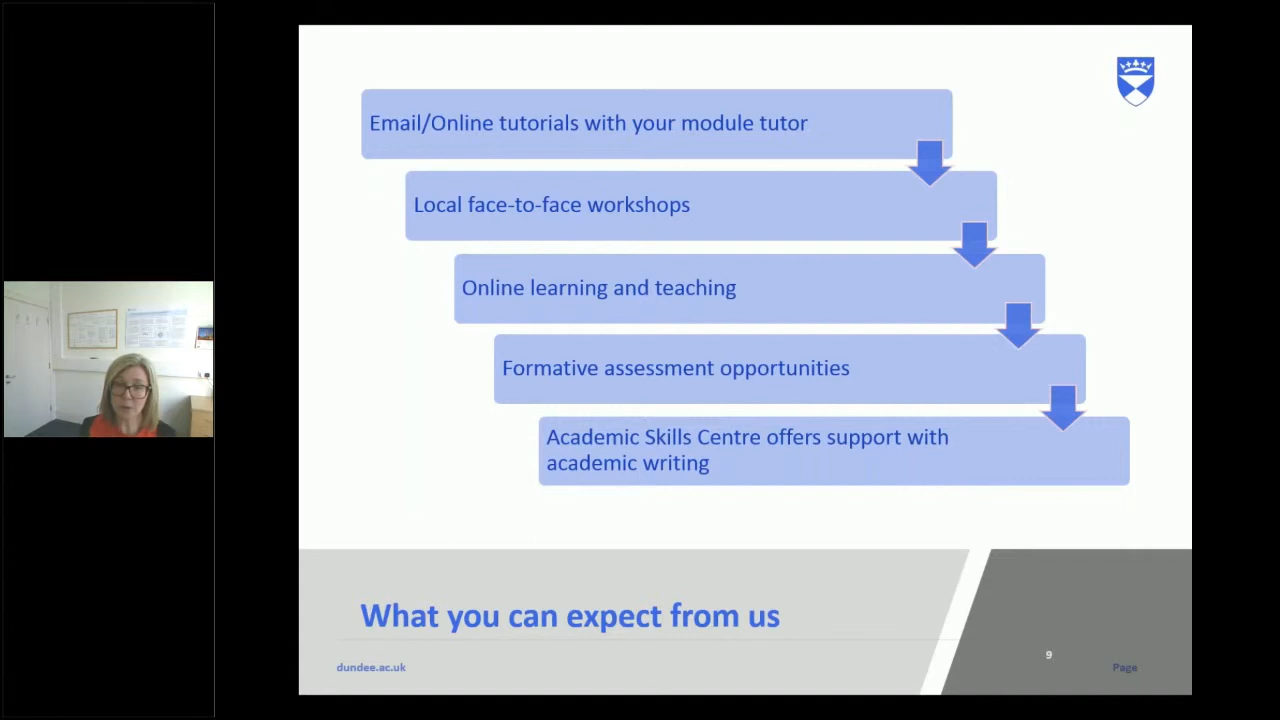 Email/Online tutorials with your module tutor
Local face-to-face workshops
Online learning and teaching
Formative assessment opportunities
Academic Skills Centre offers support with
academic writing
What you can expect from us
dundee.ac.uk
9
Page